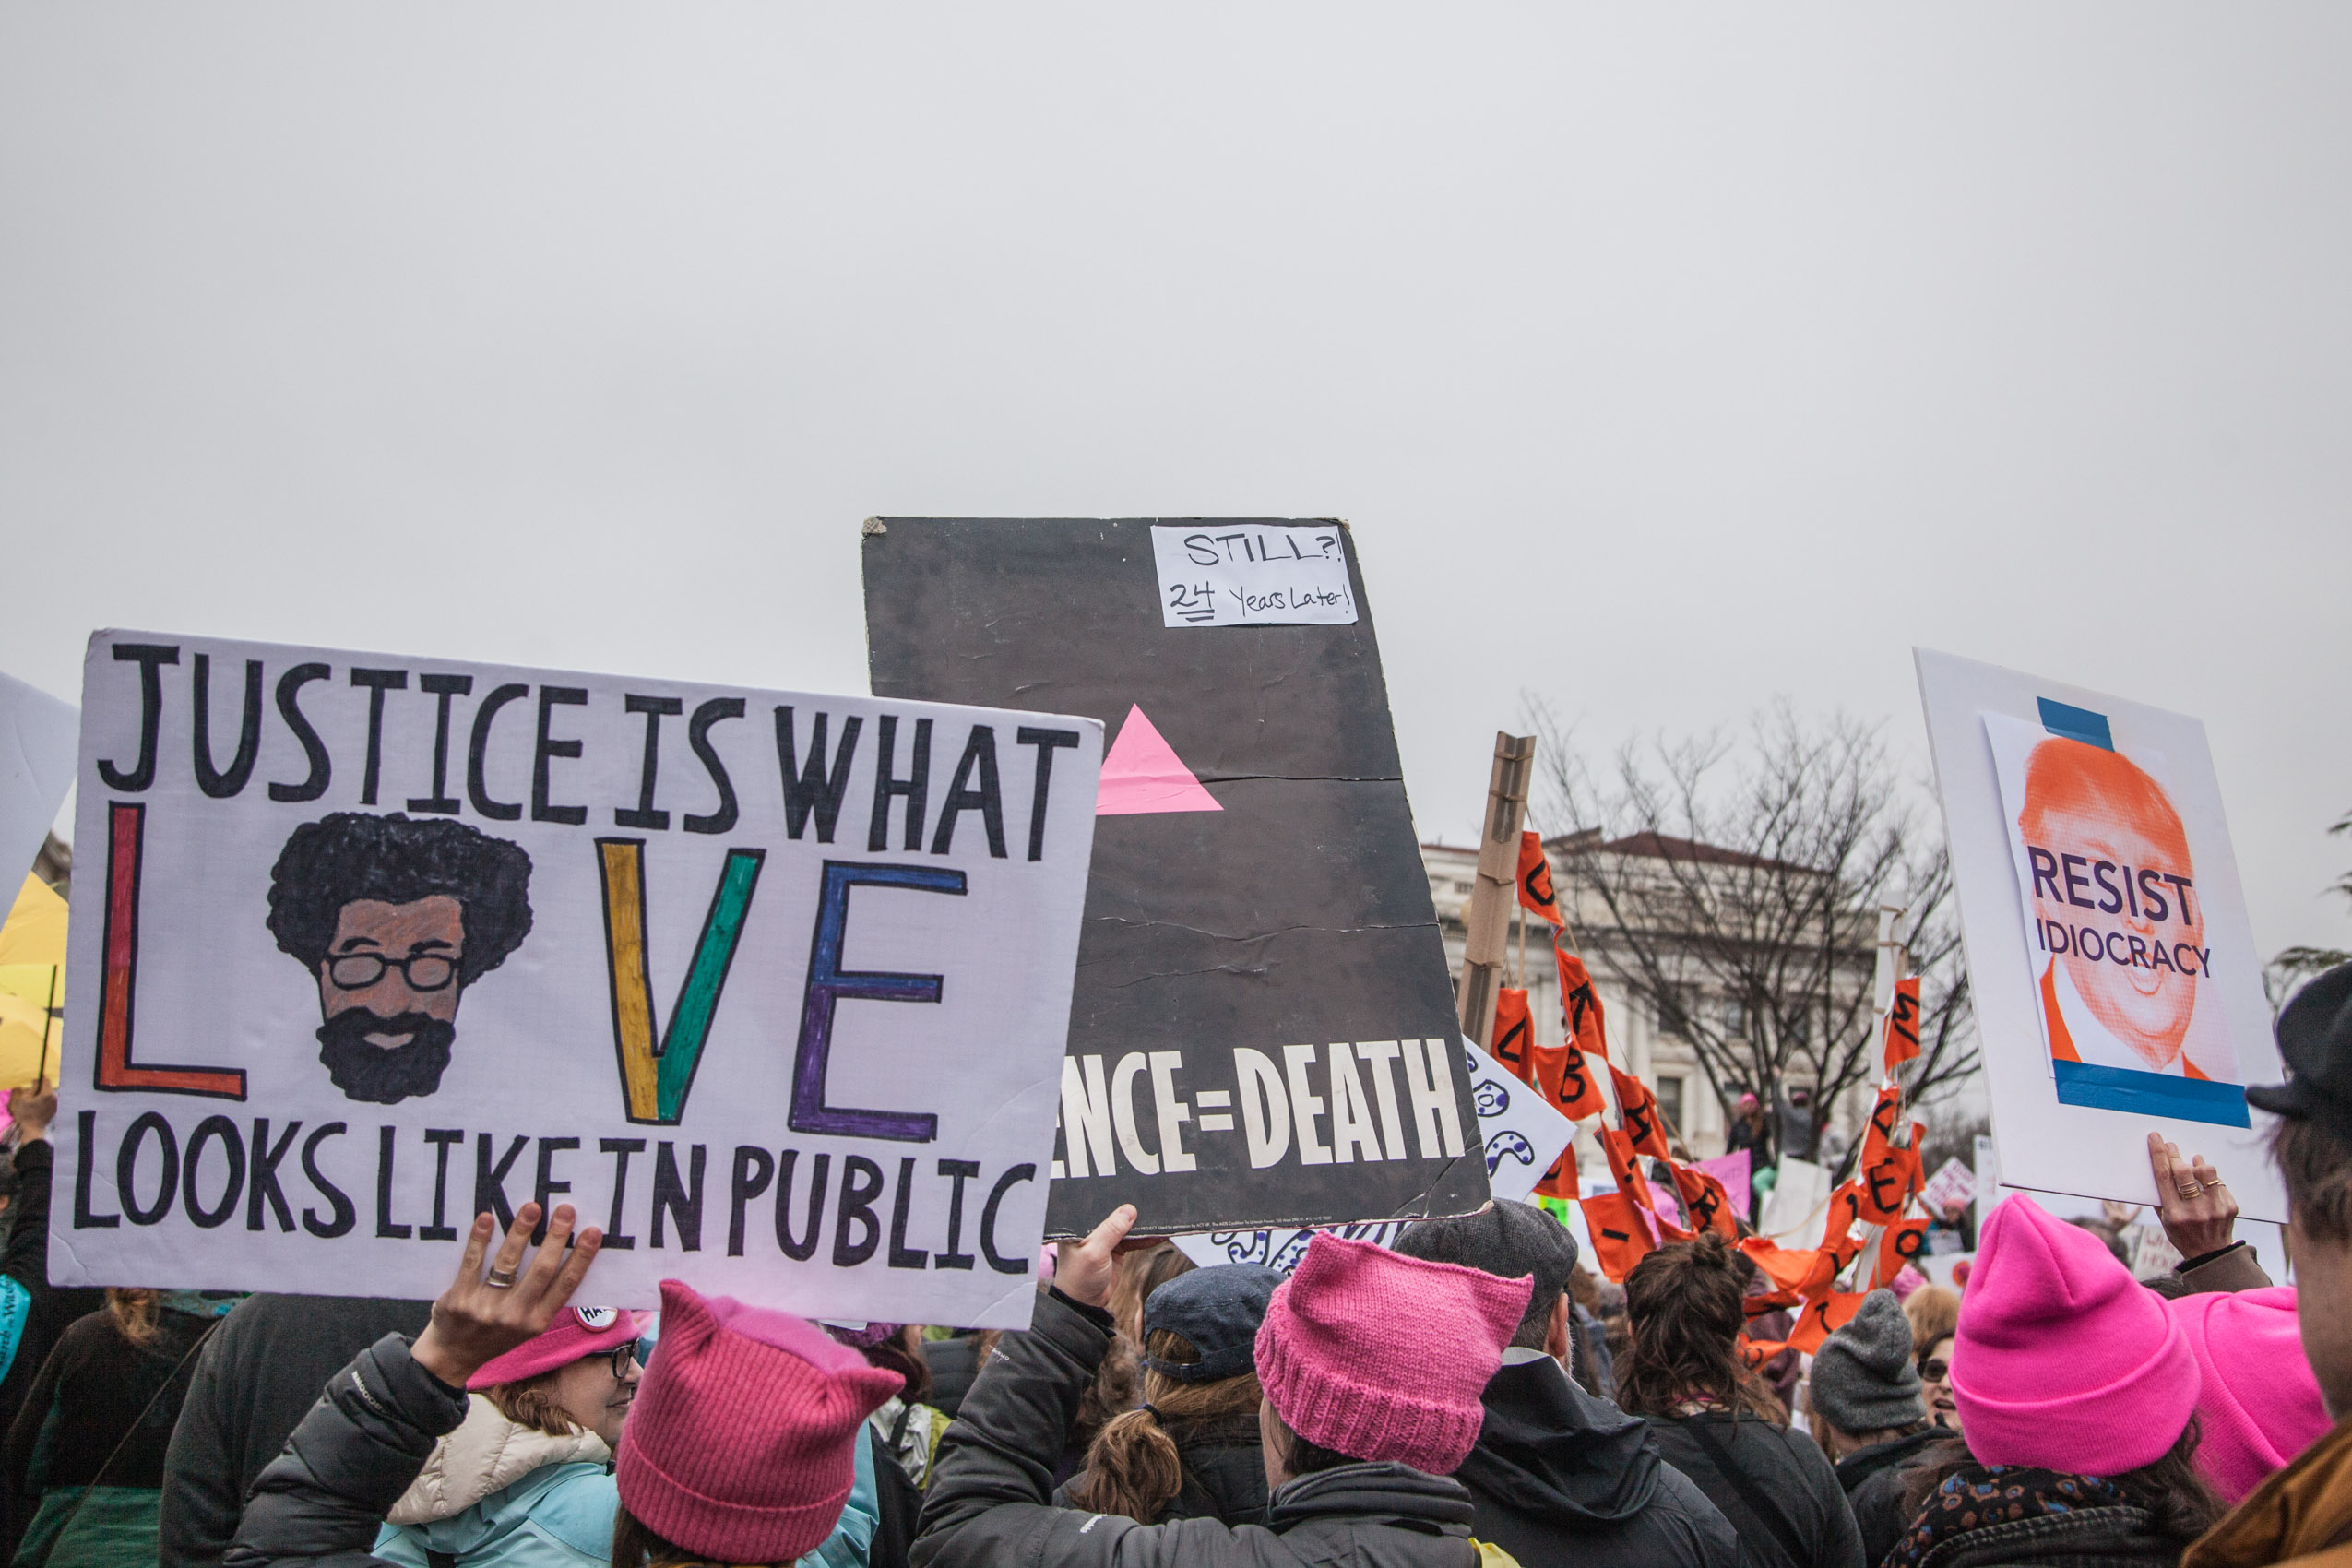 JUSTICE IS WHAT
L VE
LOOKS LIKE IN PUBLIC
STILL?!
24 Years Later!
ENCE=DEATH
RESIST
IDIOCRACY